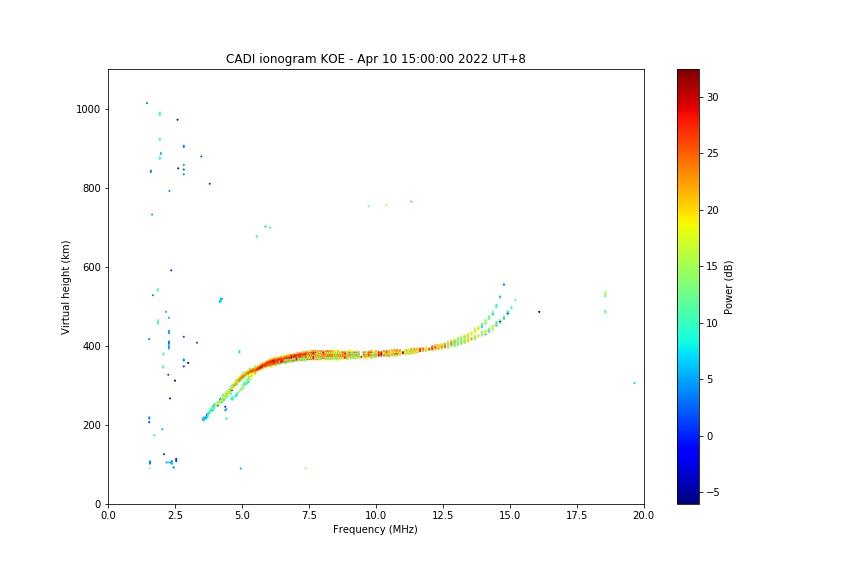 CADI ionogram KOE - Apr 10 15:00:00 2022 UT+8
1000
800
600
400
200
0
Virtual height (km)
0.0 2.5 5.0 7.5 10.0 12.5 15.0 17.5 20.0
Frequency (MHz)
30
25
20
15
10
5
0
−5
Power (dB)